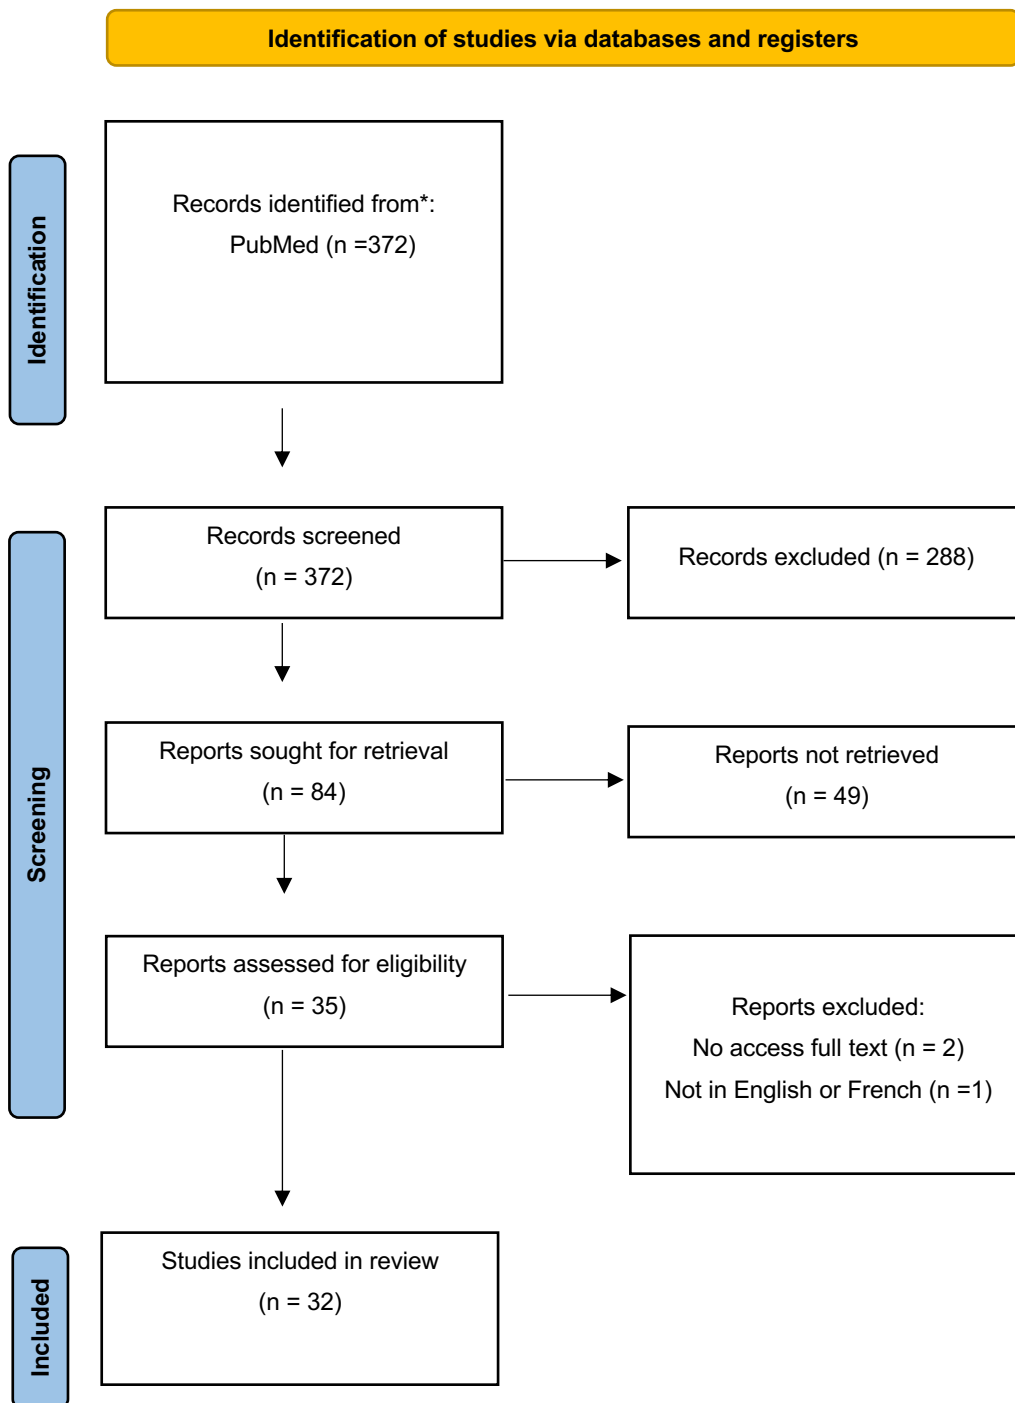 Identification of studies via databases and registers
Identification
Records identified from*:
PubMed (n =372)
Screening
Records screened
(n = 372)
Records excluded (n = 288)
Reports sought for retrieval
(n = 84)
Reports not retrieved
(n = 49)
Reports assessed for eligibility
(n = 35)
Reports excluded:
No access full text (n = 2)
Not in English or French (n =1)
Included
Studies included in review
(n = 32)